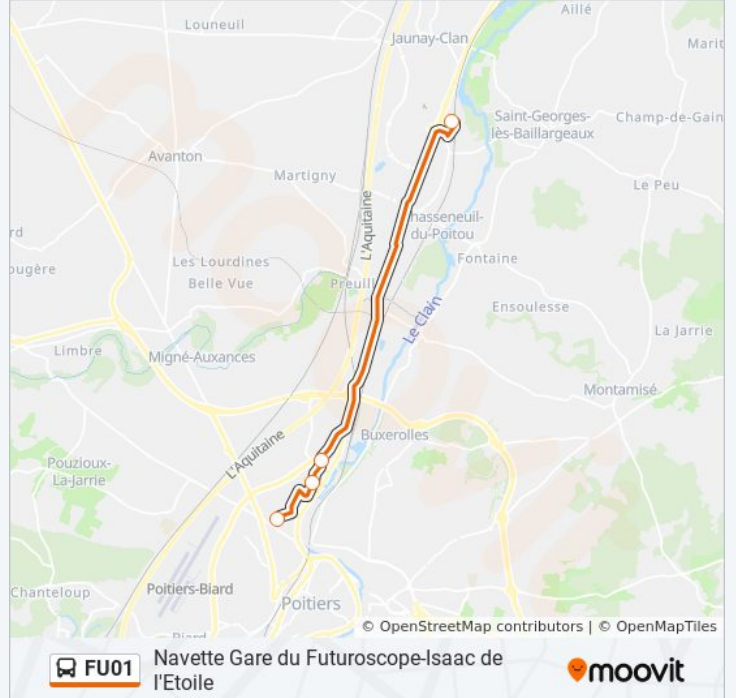 Aillé
Louneuil
Jaunay-Clan
Marit
Saint-Georges-
lès-Baillargeaux
Champ-de-Gain
Avanton
Martigny
Le Peu
L'Aquitaine
hasseneuil-
du-Poitou
rd
Fontaine
ougère
Les Lourdines
Belle Vue
Preuill
Ensoulesse
Le Clain
La Jarrie
Limbre
Migné-Auxances
Montamisé
Buxerolles
L'Aquitaine
Pouzioux-
La-Jarrie
Chanteloup
Poitiers-Biard
Poitiers
Biard
© OpenStreetMap contributors | © OpenMapTiles
FU01
Navette Gare du Futuroscope-Isaac de
l'Etoile
moovit